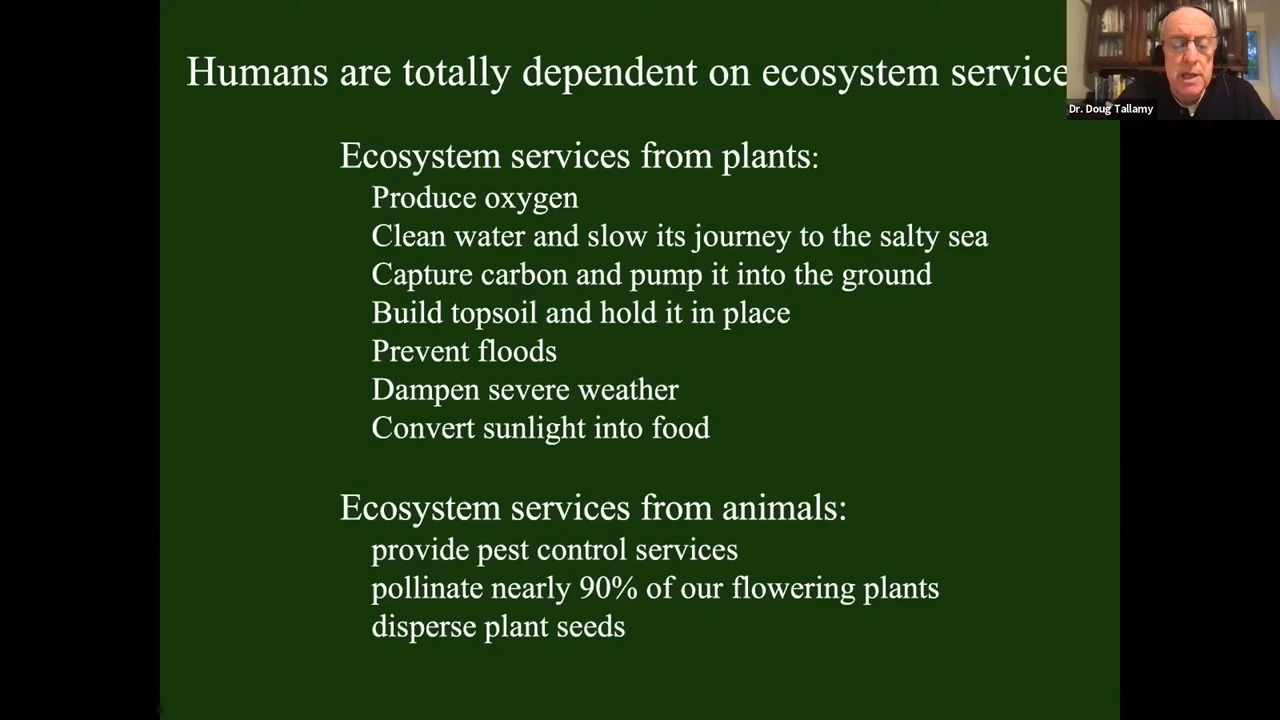 Humans are totally dependent on ecosystem service
Dr. Doug Tallamy
Ecosystem services from plants:
Produce oxygen
Clean water and slow its journey to the salty sea
Capture carbon and pump it into the ground
Build topsoil and hold it in place
Prevent floods
Dampen severe weather
Convert sunlight into food
Ecosystem services from animals:
provide pest control services
pollinate nearly 90% of our flowering plants
disperse plant seeds